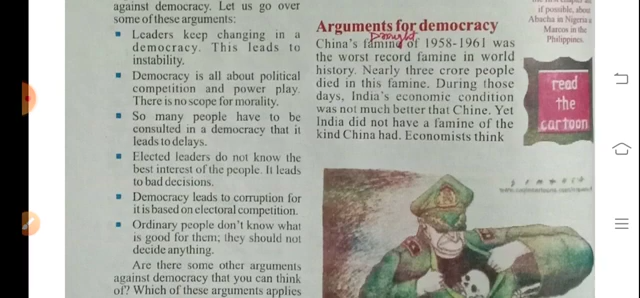 against democracy. Let us go over
some of these arguments:
Leaders keep changing in a
democracy. This leads to
instability.
Democracy is all about political
competition and power play.
There is no scope for morality.
So many people have to be
consulted in a democracy that it
leads to delays.
Elected leaders do not know the
best interest of the people. It leads
to bad decisions.
Democracy leads to corruption for
it is based on electoral competition.
Ordinary people don't know what
is good for them; they should not
decide anything.
Are there some other arguments
against democracy that you can think
of? Which of these arguments applies
Arguments for democracy
Drought
China's famine of 1958-1961 was
the worst record famine in world
history. Nearly three crore people
died in this famine. During those
days, India's economic condition
was not much better that Chine. Yet
India did not have a famine of the
kind China had. Economists think
if possible, about
Abacha in Nigeria
Marcos in the
Philippines.
read
the
cartoon